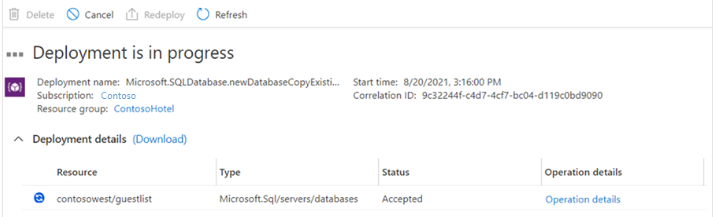 Delete Cancel Redeploy Refresh
Deployment is in progress
Deployment name: Microsoft.SQLDatabase.newDatabaseCopyExisti... Start time: 8/20/2021, 3:16:00 PM
Subscription: Contoso Correlation ID: 9c32244f-c4d7-4cf7-bc04-d119c0bd9090
Resource group: ContosoHotel
Deployment details (Download)
Resource Type Status Operation details
contosowest/guestlist Microsoft.Sql/servers/databases Accepted Operation details